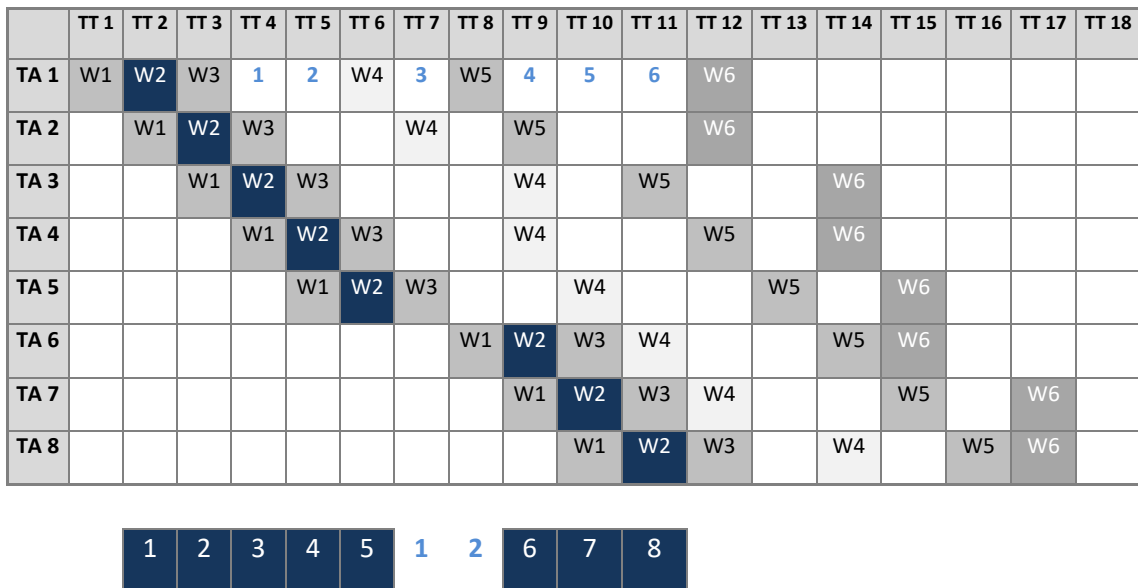 TT 1 TT 2 TT 3 TT 4 TT 5 TT 6 TT 7 TT 8 TT 9 TT 10 TT 11 TT 12 TT 13 TT 14 TT 15 TT 16 TT 17 TT 18
TA 1 W1 W2 W3 1 2 W4 3 W5 4 5 6 W6
TA 2 W1 W2 W3 W4 W5 W6
TA 3 W1 W2 W3 W4 W5 W6
TA 4 W1 W2 W3 W4 W5 W6
TA 5 W1 W2 W3 W4 W5 W6
TA 6 W1 W2 W3 W4 W5 W6
TA 7 W1 W2 W3 W4 W5 W6
TA 8 W1 W2 W3 W4 W5 W6
1 2 3 4 5 1 2 6 7 8